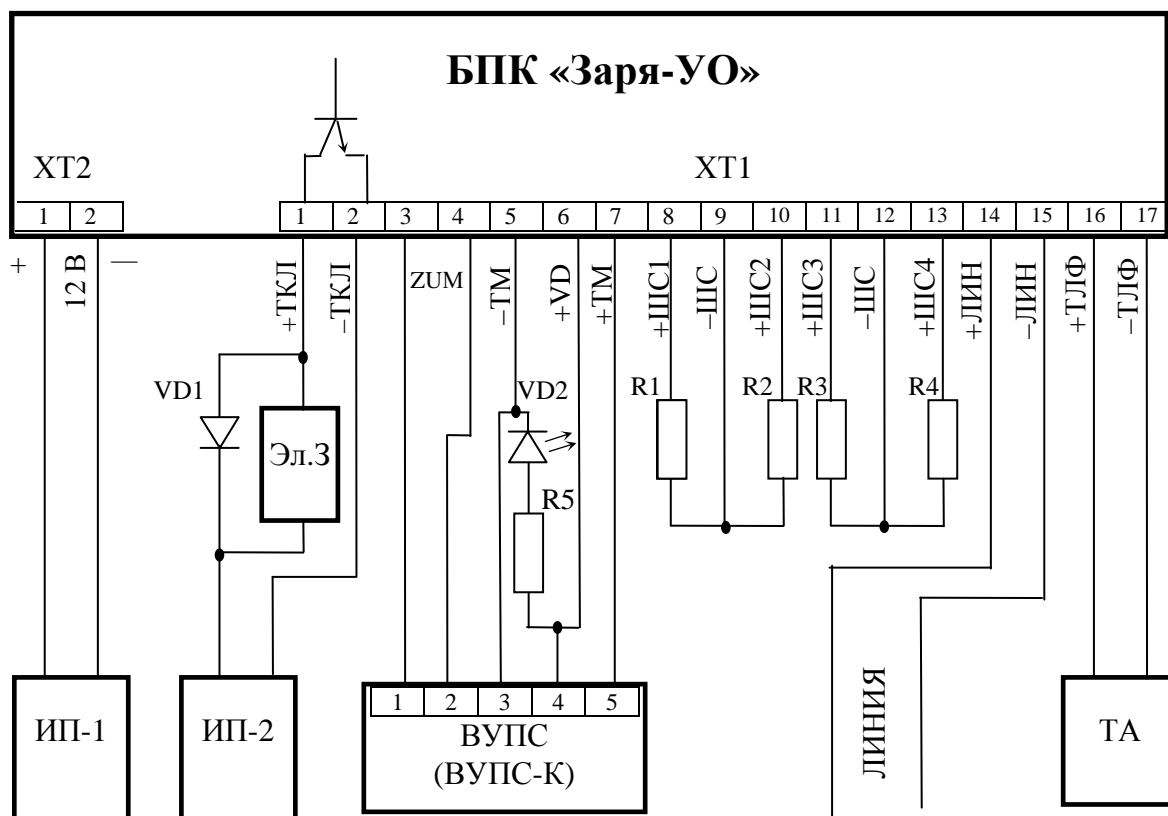 БПК «Заря-УО»
XT2
XT1
1 2
1 2 3 4 5 6 7 8 9 10 11 12 13 14 15 16 17
+
12 В
—
+ТКЛ
–ТКЛ
ZUM
–ТМ
+VD
+ТМ
+ШС1
–ШС
+ШС2
+ШС3
–ШС
+ШС4
+ЛИН
–ЛИН
+ТЛФ
–ТЛФ
VD1
Эл.З
VD2
R5
R1
R2
R3
R4
ЛИНИЯ
ИП-1
ИП-2
1 2 3 4 5
ВУПС
(ВУПС-К)
ТА